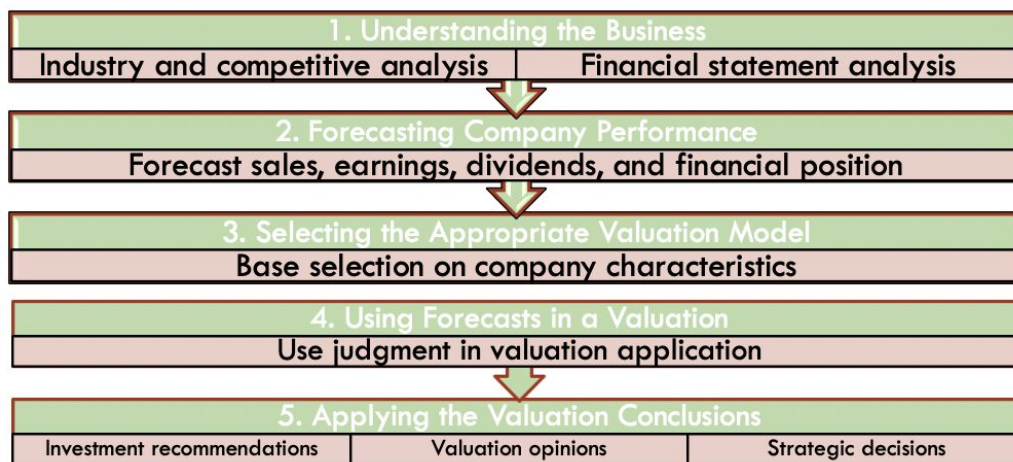 1. Understanding the Business
Industry and competitive analysis
Financial statement analysis
2. Forecasting Company Performance
Forecast sales, earnings, dividends, and financial position
3. Selecting the Appropriate Valuation Model
Base selection on company characteristics
4. Using Forecasts in a Valuation
Use judgment in valuation application
5. Applying the Valuation Conclusions
Investment recommendations
Valuation opinions
Strategic decisions